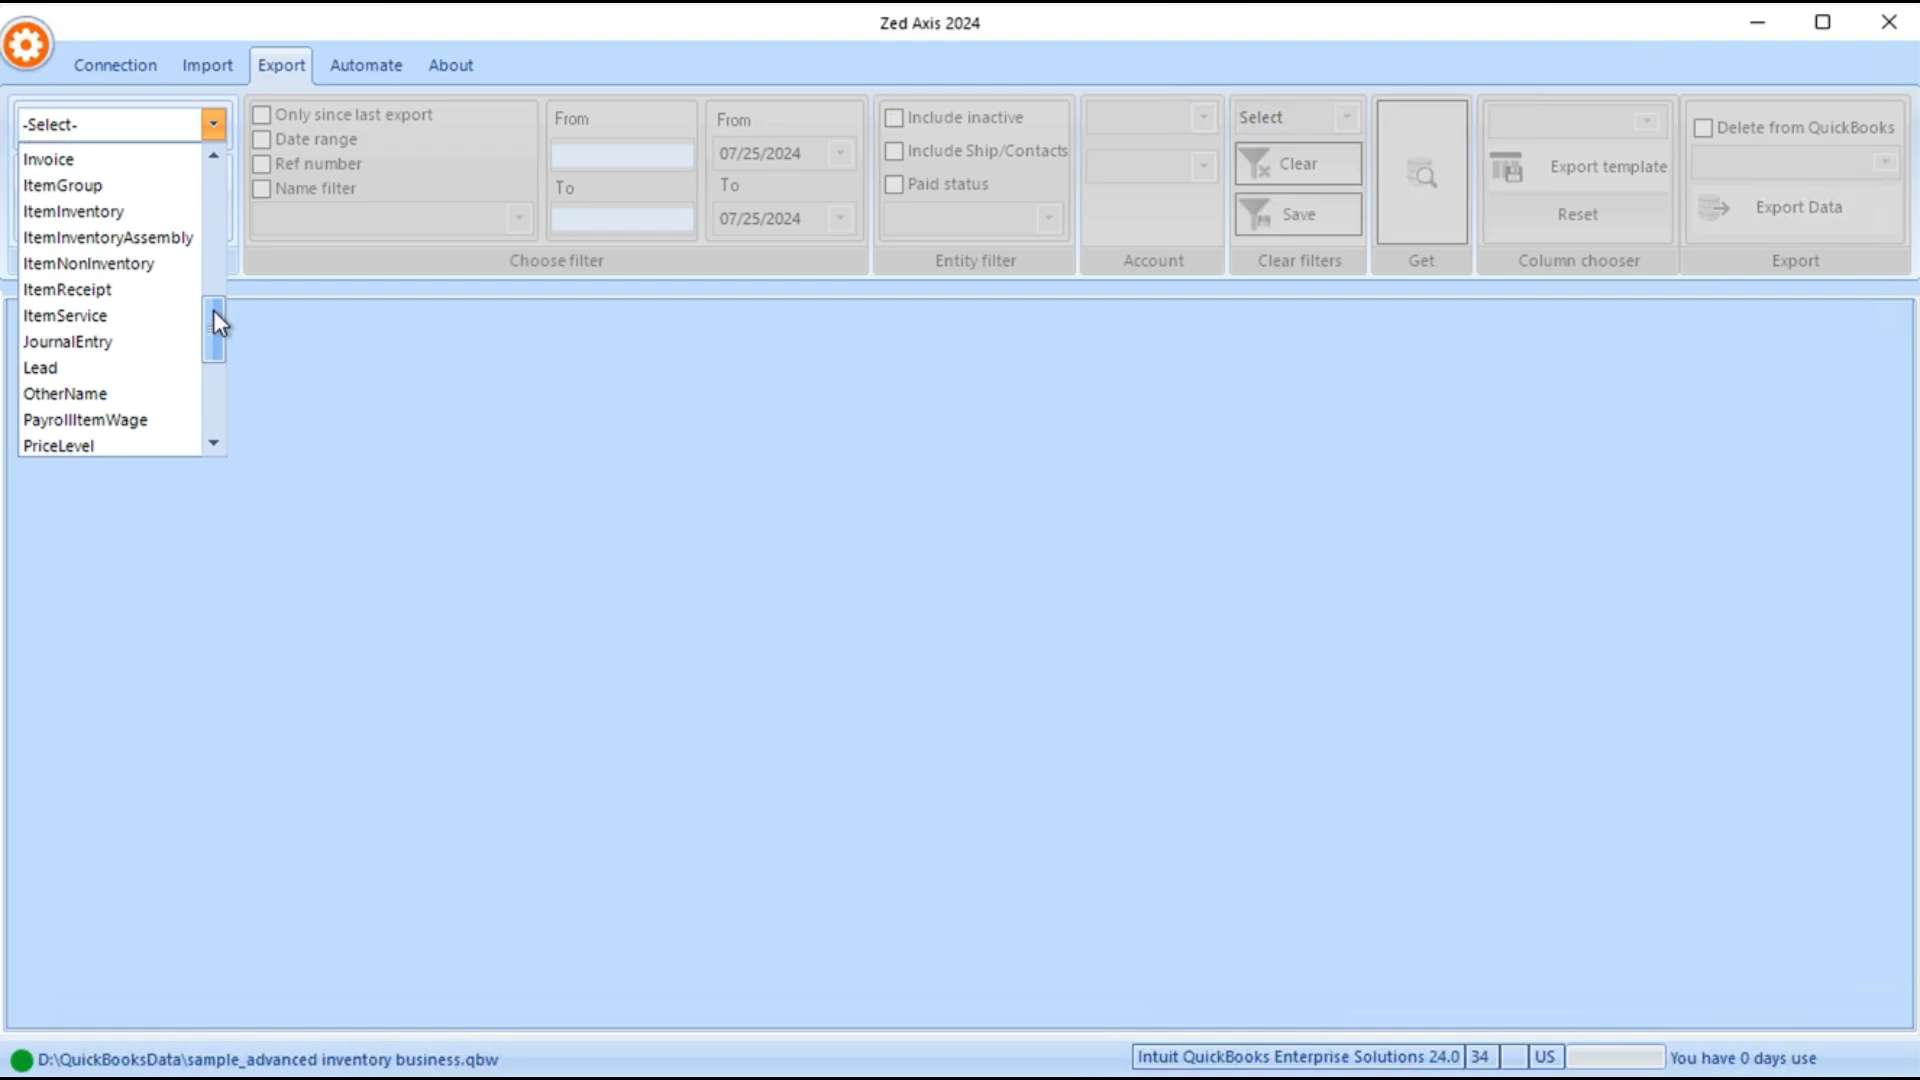 Zed Axis 2024
Connection Import Export Automate About
-Select-
Invoice
ItemGroup
ItemInventory
ItemInventoryAssembly
ItemNonInventory
ItemReceipt
ItemService
JournalEntry
Lead
OtherName
PayrollItemWage
PriceLevel
Only since last export
Date range
Ref number
Name filter
From
To
From
07/25/2024
To
07/25/2024
Choose filter
Include inactive
Include Ship/Contacts
Paid status
Entity filter
Account
Select
Clear
Save
Clear filters
Get
Export template
Reset
Column chooser
Delete from QuickBooks
Export Data
Export
D:\QuickBooksData\sample_advanced inventory business.qbw
Intuit QuickBooks Enterprise Solutions 24.0 34 US You have 0 days use